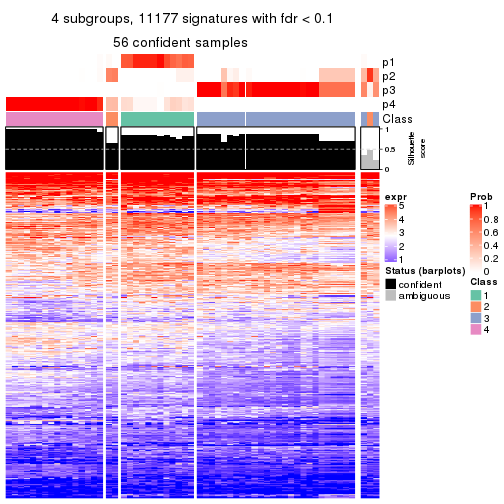 4 subgroups, 11177 signatures with fdr < 0.1
56 confident samples
p1
p2
p3
p4
Class
1
0.5
0
Silhouette
score
expr
5
4
3
2
1
Status (barplots)
confident
ambiguous
Prob
1
0.8
0.6
0.4
0.2
0
Class
1
2
3
4